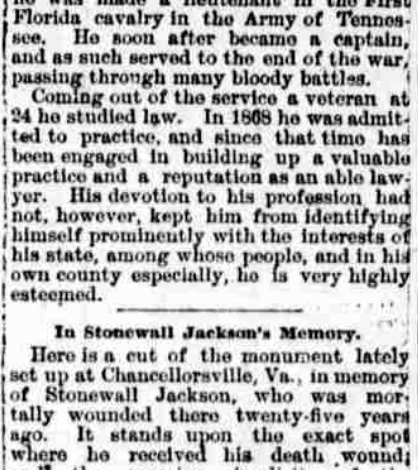 he was made a lieutenant in the First
Florida cavalry in the Army of Tennes-
see. He soon after became a captain,
and as such served to the end of the war,
passing through many bloody battles.
Coming out of the service a veteran at
24 he studied law. In 1868 he was admit-
ted to practice, and since that time has
been engaged in building up a valuable
practice and a reputation as an able law-
yer. His devotion to his profession had
not, however, kept him from identifying
himself prominently with the interests of
his state, among whose people, and in his
own county especially, he is very highly
esteemed.
In Stonewall Jackson's Memory.
Here is a cut of the monument lately
set up at Chancellorsville, Va., in memory
of Stonewall Jackson, who was mor-
tally wounded there twenty-five years
ago. It stands upon the exact spot
where he received his death wound;